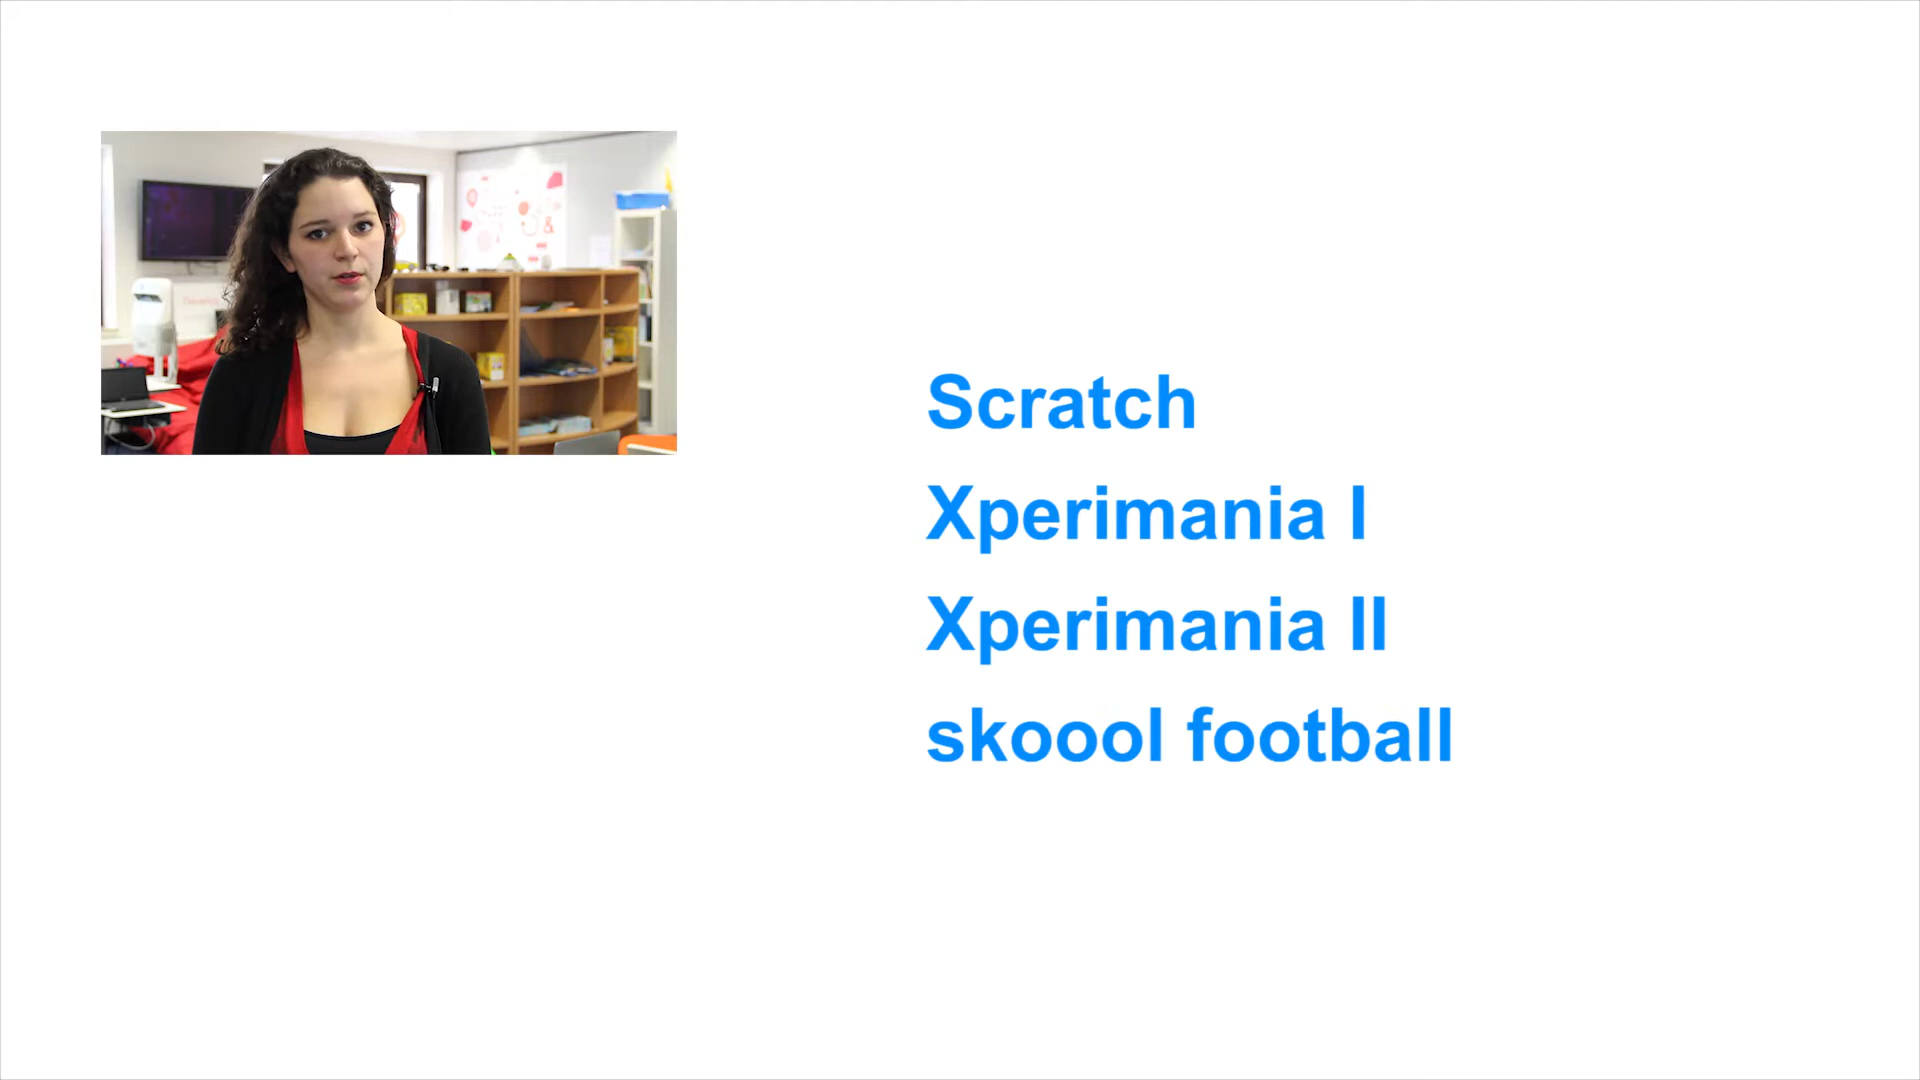 Scratch
Xperimania I
Xperimania II
skoool football